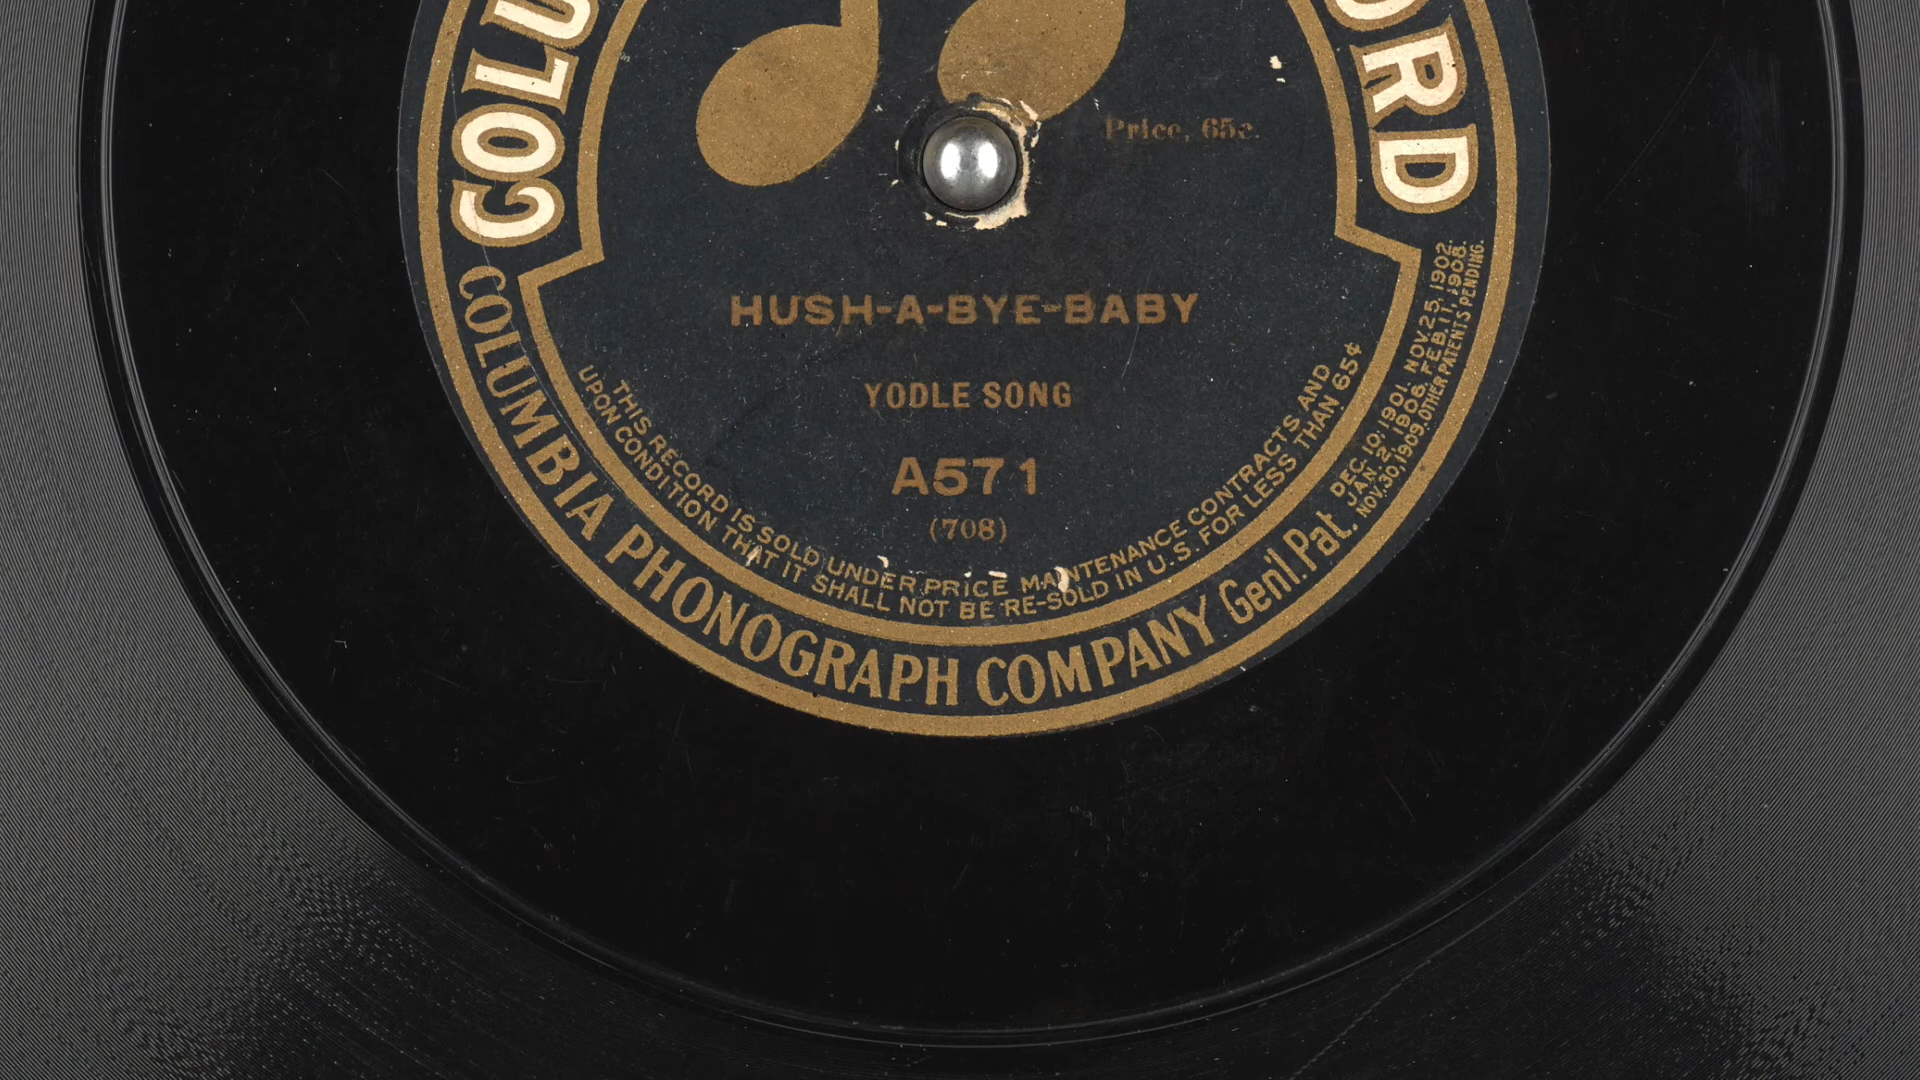 COLU
ORD
Price, 65c.
HUSH-A-BYE-BABY
YODLE SONG
A571
(708)
THIS RECORD IS SOLD UNDER PRICE MAINTENANCE CONTRACTS AND
UPON CONDITION THAT IT SHALL NOT BE RE-SOLD IN U.S. FOR LESS THAN 65¢
COLUMBIA PHONOGRAPH COMPANY Gen'l. Pat.
DEC. 10, 1901. NOV. 25, 1902.
JAN. 21, 1908. FEB. 11, 1908.
NOV. 30, 1909. OTHER PATENTS PENDING.